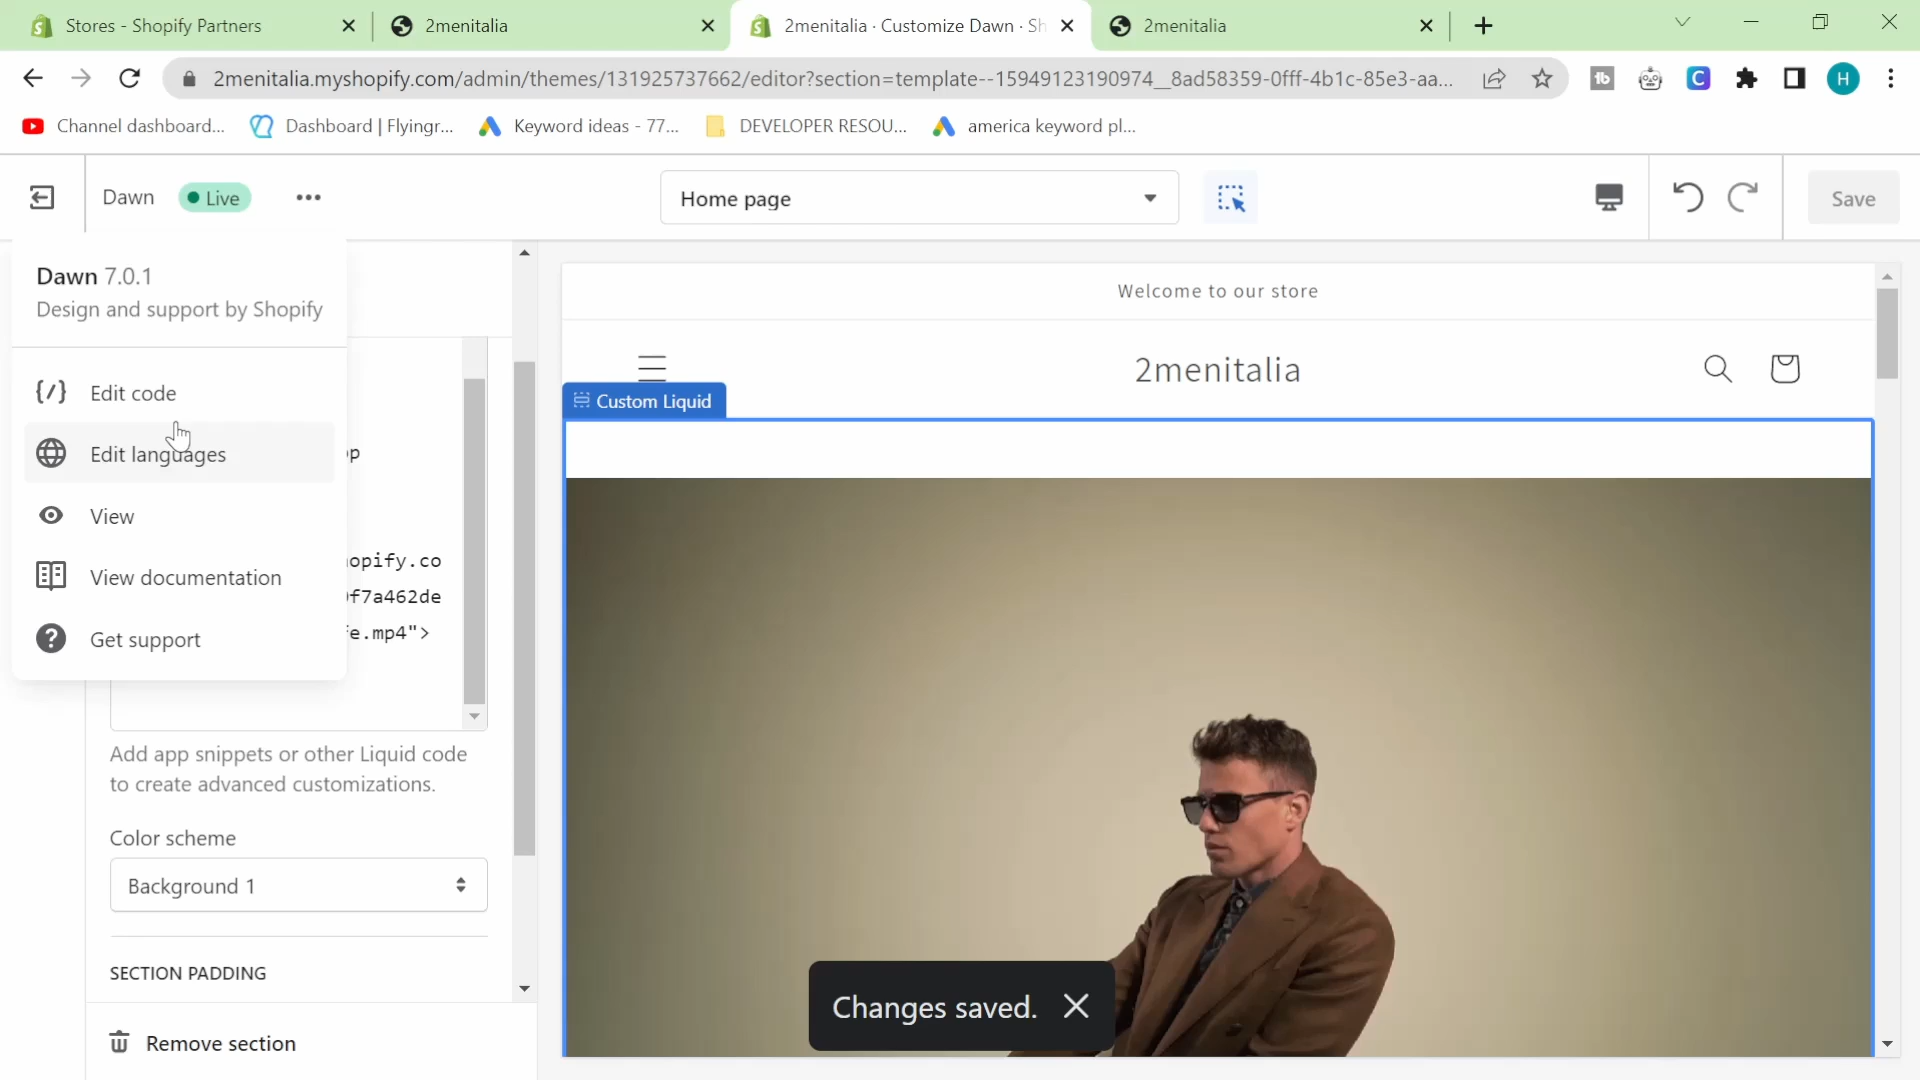 Stores - Shopify Partners
2menitalia
2menitalia · Customize Dawn · Sh
2menitalia
2menitalia.myshopify.com/admin/themes/131925737662/editor?section=template--15949123190974__8ad58359-0fff-4b1c-85e3-aa...
Channel dashboard...
Dashboard | Flyingr...
Keyword ideas - 77...
DEVELOPER RESOU...
america keyword pl...
Dawn
Live
Home page
Save
Dawn 7.0.1
Design and support by Shopify
Edit code
Edit languages
View
View documentation
Get support
opify.co
f7a462de
e.mp4">
Add app snippets or other Liquid code
to create advanced customizations.
Color scheme
Background 1
SECTION PADDING
Remove section
Welcome to our store
2menitalia
Custom Liquid
Changes saved.